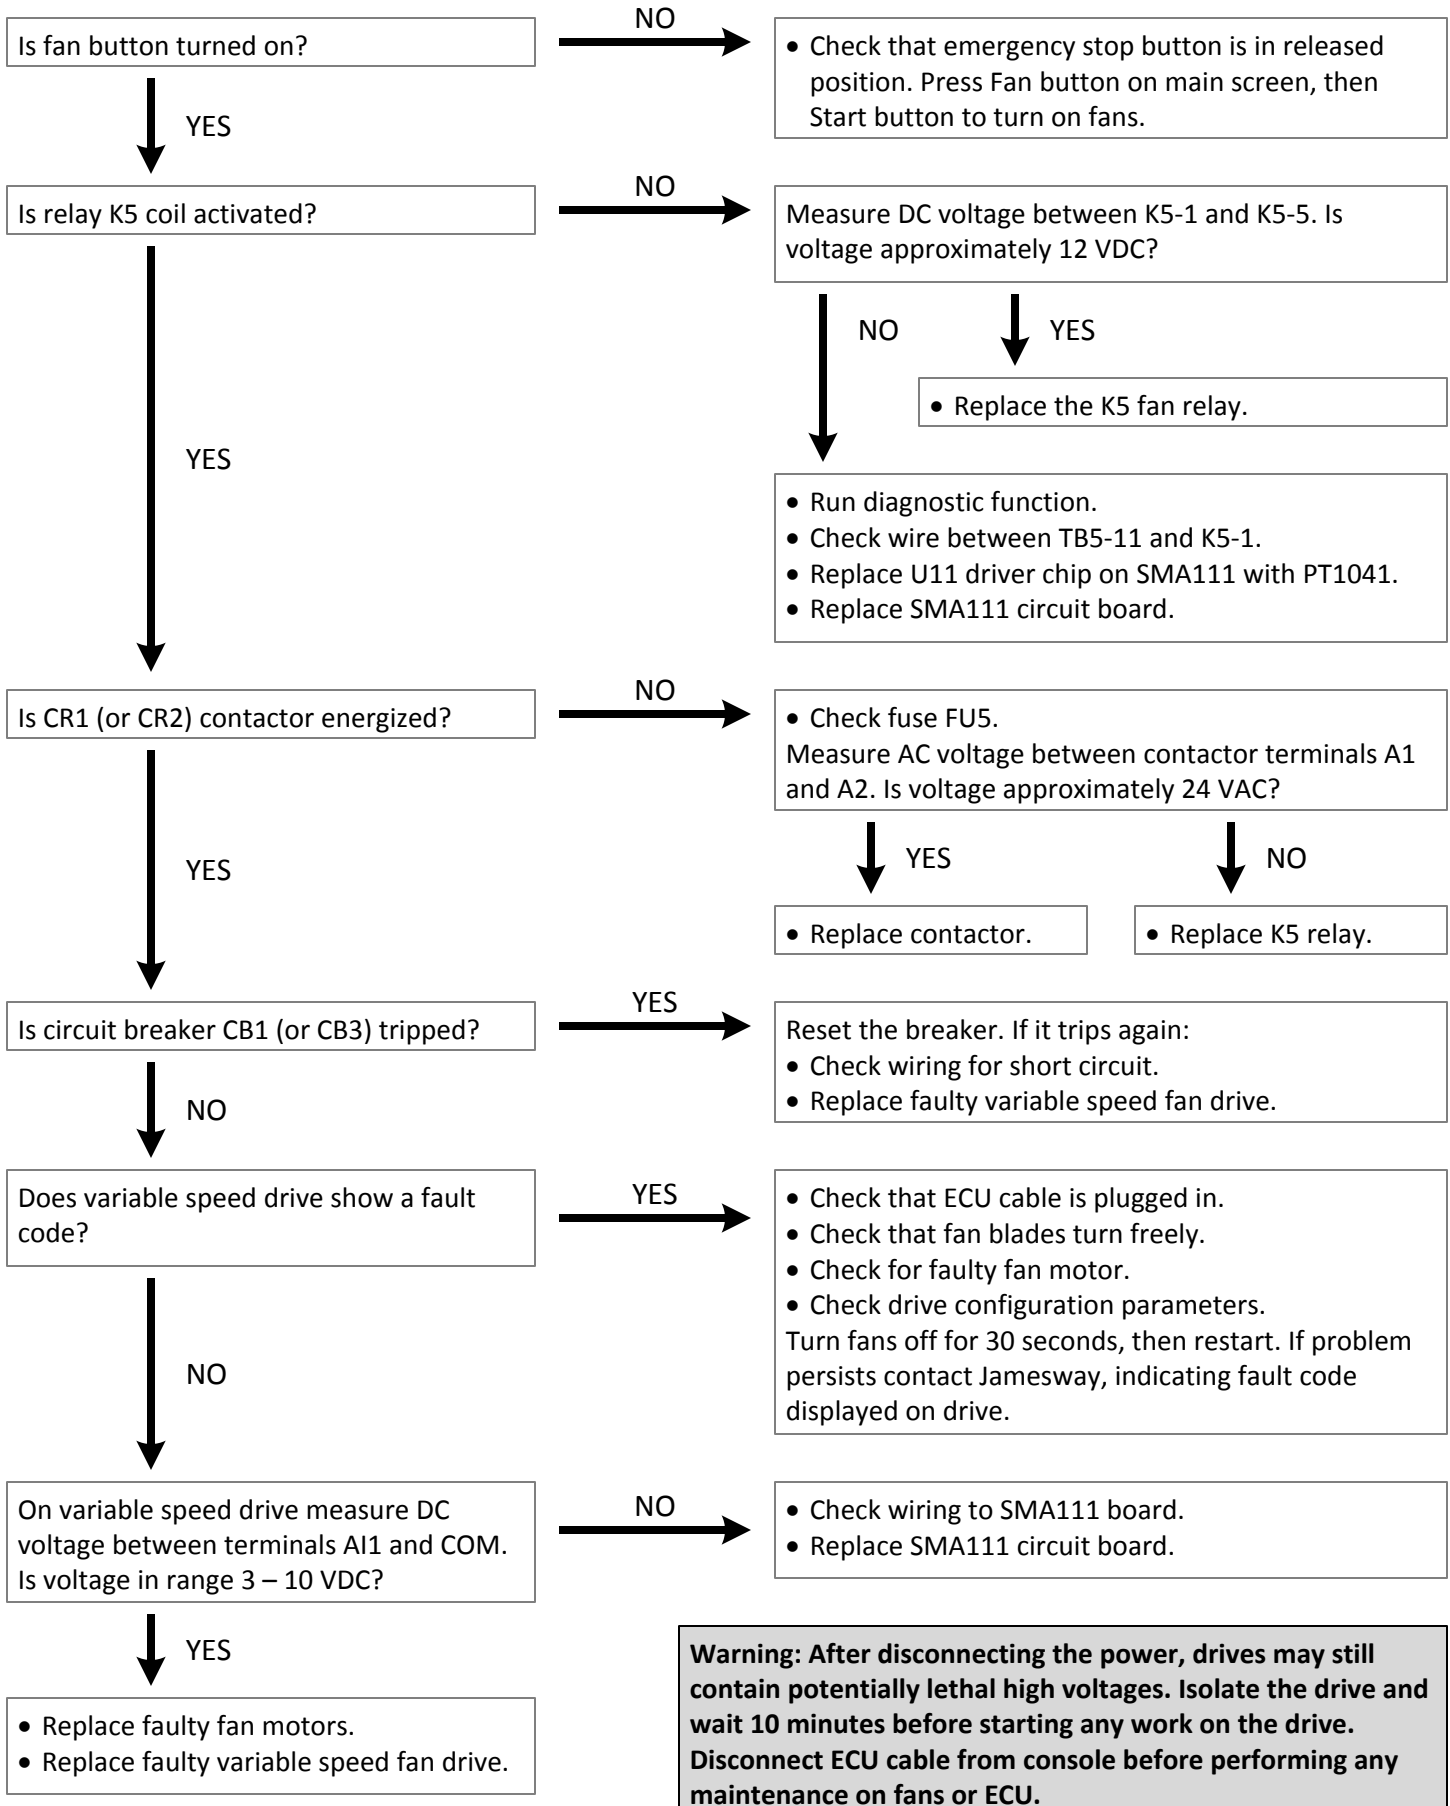 Is fan button turned on?
NO
• Check that emergency stop button is in released
position. Press Fan button on main screen, then
Start button to turn on fans.
YES
Is relay K5 coil activated?
NO
Measure DC voltage between K5-1 and K5-5. Is
voltage approximately 12 VDC?
NO
YES
• Replace the K5 fan relay.
YES
• Run diagnostic function.
• Check wire between TB5-11 and K5-1.
• Replace U11 driver chip on SMA111 with PT1041.
• Replace SMA111 circuit board.
Is CR1 (or CR2) contactor energized?
NO
• Check fuse FU5.
Measure AC voltage between contactor terminals A1
and A2. Is voltage approximately 24 VAC?
YES
YES
NO
• Replace contactor.
• Replace K5 relay.
Is circuit breaker CB1 (or CB3) tripped?
YES
Reset the breaker. If it trips again:
• Check wiring for short circuit.
• Replace faulty variable speed fan drive.
NO
Does variable speed drive show a fault
code?
YES
• Check that ECU cable is plugged in.
• Check that fan blades turn freely.
• Check for faulty fan motor.
• Check drive configuration parameters.
Turn fans off for 30 seconds, then restart. If problem
persists contact Jamesway, indicating fault code
displayed on drive.
NO
On variable speed drive measure DC
voltage between terminals AI1 and COM.
Is voltage in range 3 – 10 VDC?
NO
• Check wiring to SMA111 board.
• Replace SMA111 circuit board.
YES
• Replace faulty fan motors.
• Replace faulty variable speed fan drive.
Warning: After disconnecting the power, drives may still
contain potentially lethal high voltages. Isolate the drive and
wait 10 minutes before starting any work on the drive.
Disconnect ECU cable from console before performing any
maintenance on fans or ECU.